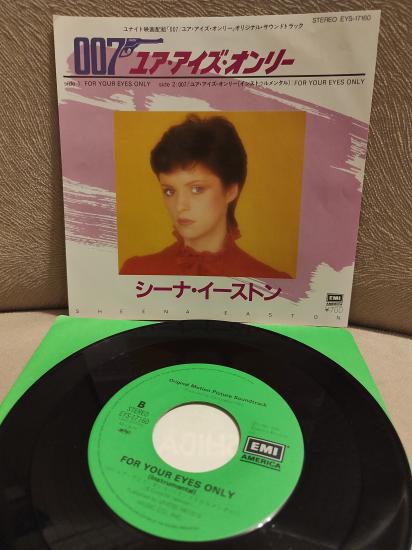 STEREO EYS-17160
ユナイト映画配給「007/ユア・アイズ・オンリー」オリジナル・サウンドトラック
007 ユア・アイズ・オンリー
side 1: FOR YOUR EYES ONLY side 2: 007/ユア・アイズ・オンリー(インストゥルメンタル) FOR YOUR EYES ONLY
シーナ・イーストン
EMI
AMERICA
¥700
SHEENA EASTON
Original Motion Picture Soundtrack
B
STEREO
EYS-17160
EMI
AMERICA
FOR YOUR EYES ONLY
(Instrumental)